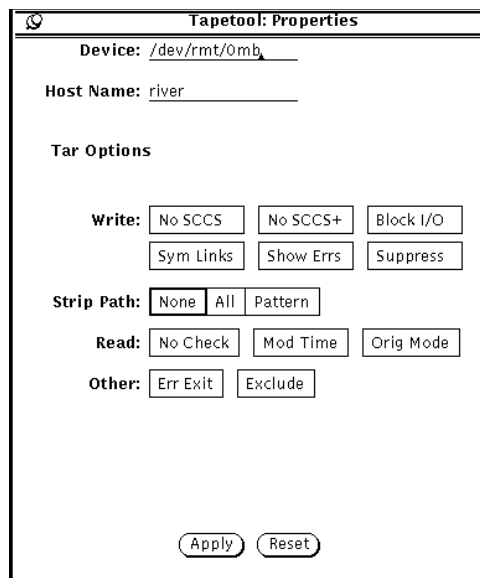 Tapetool: Properties
Device: /dev/rmt/0mb
Host Name: river
Tar Options
Write: No SCCS No SCCS+ Block I/O
Sym Links Show Errs Suppress
Strip Path: None All Pattern
Read: No Check Mod Time Orig Mode
Other: Err Exit Exclude
Apply Reset